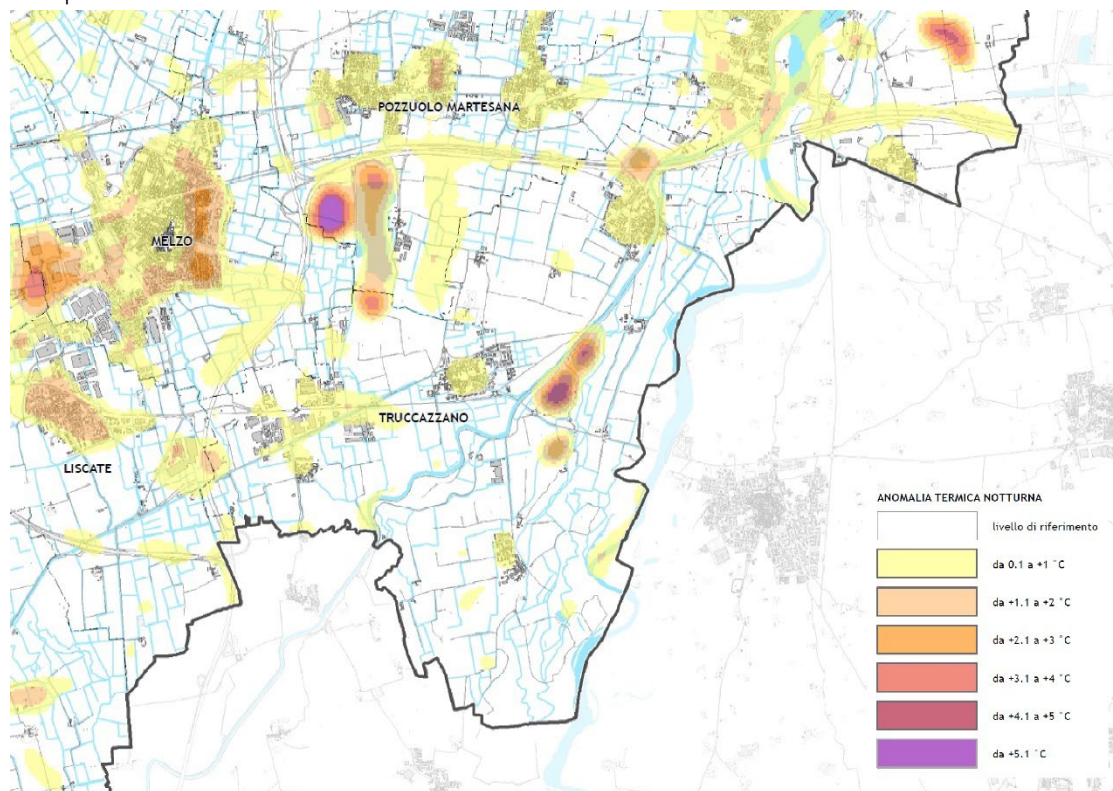 POZZUOLO MARTESANA
MELZO
TRUCCAZZANO
LISCATE
ANOMALIA TERMICA NOTTURNA
livello di riferimento
da 0.1 a +1 °C
da +1.1 a +2 °C
da +2.1 a +3 °C
da +3.1 a +4 °C
da +4.1 a +5 °C
da +5.1 °C